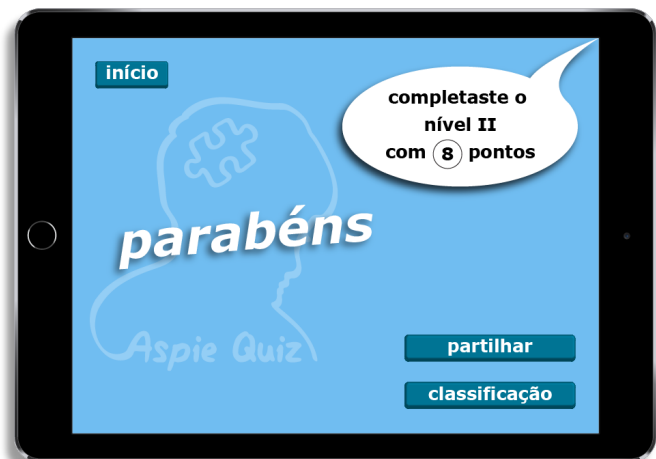 início
completaste o
nível II
com 8 pontos
parabéns
Aspie Quiz
partilhar
classificação